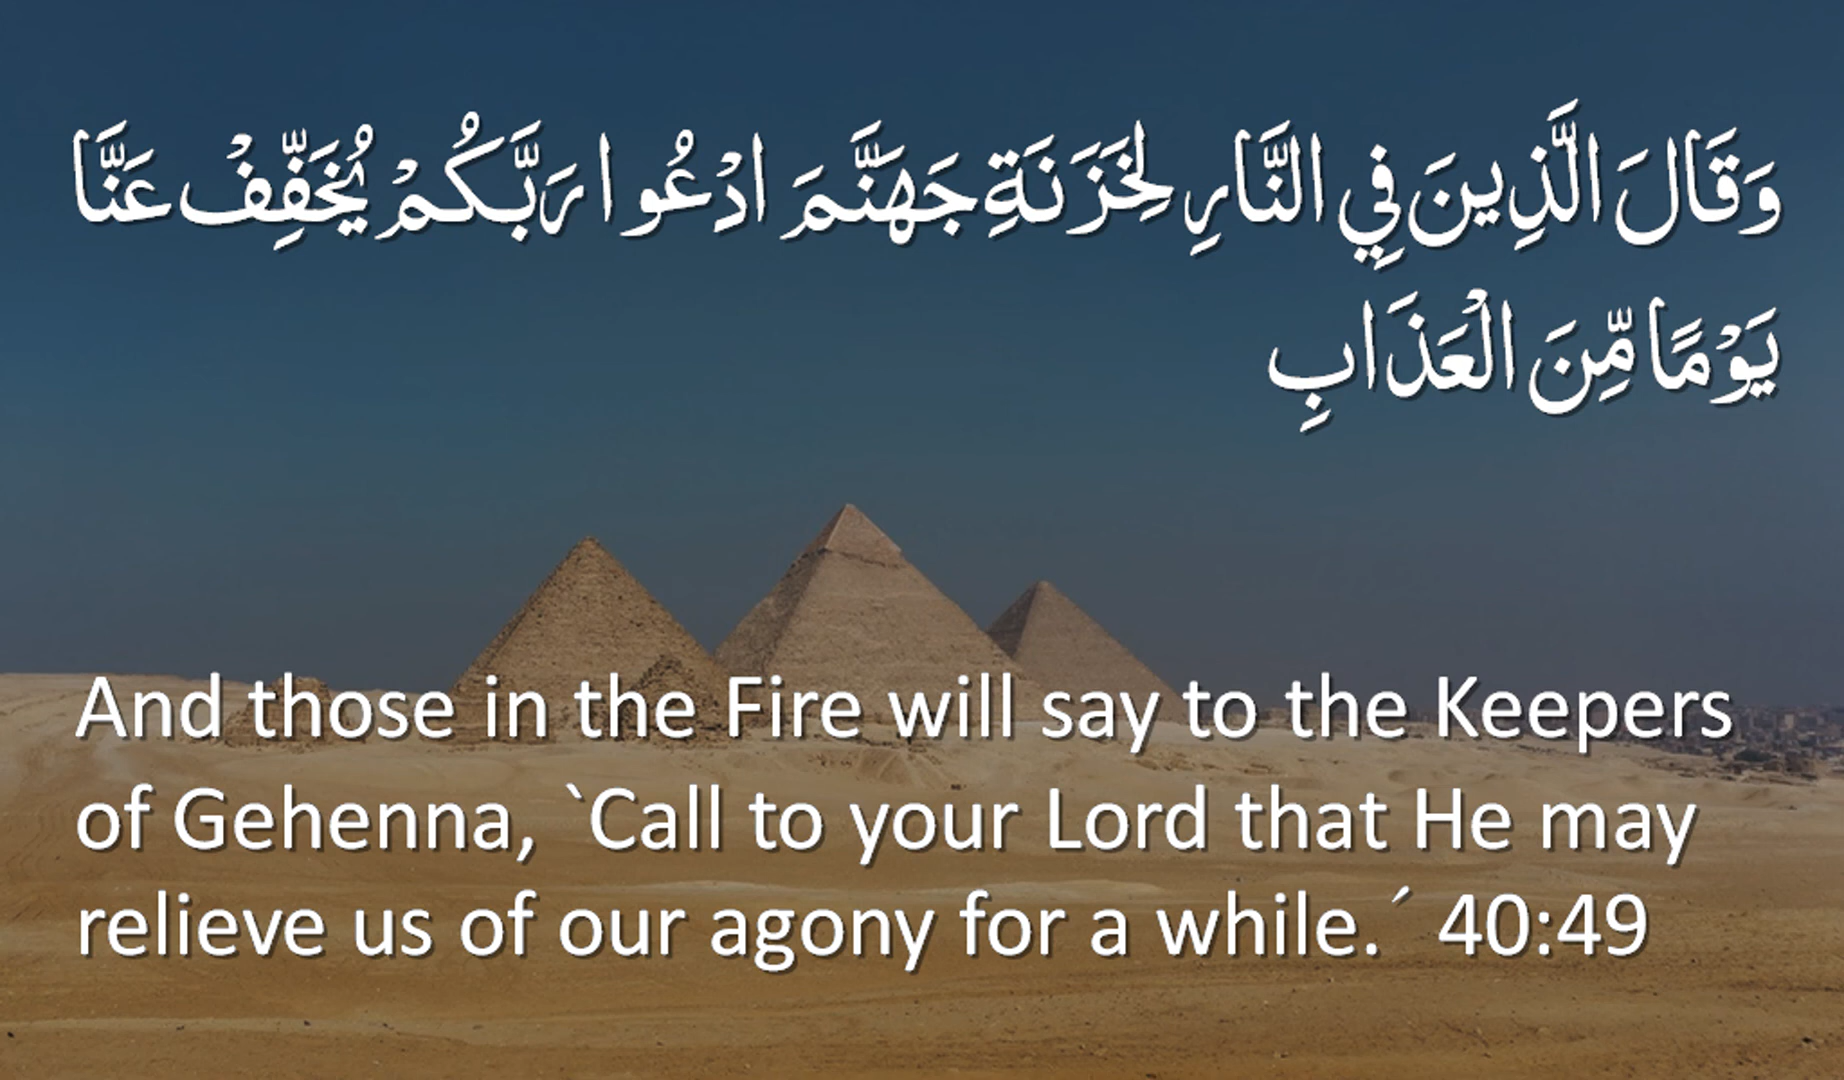 وَقَالَ الَّذِينَ فِي النَّارِ لِخَزَنَةِ جَهَنَّمَ ادْعُوا رَبَّكُمْ يُخَفِّفْ عَنَّا
يَوْمًا مِّنَ الْعَذَابِ
And those in the Fire will say to the Keepers
of Gehenna, `Call to your Lord that He may
relieve us of our agony for a while.´ 40:49